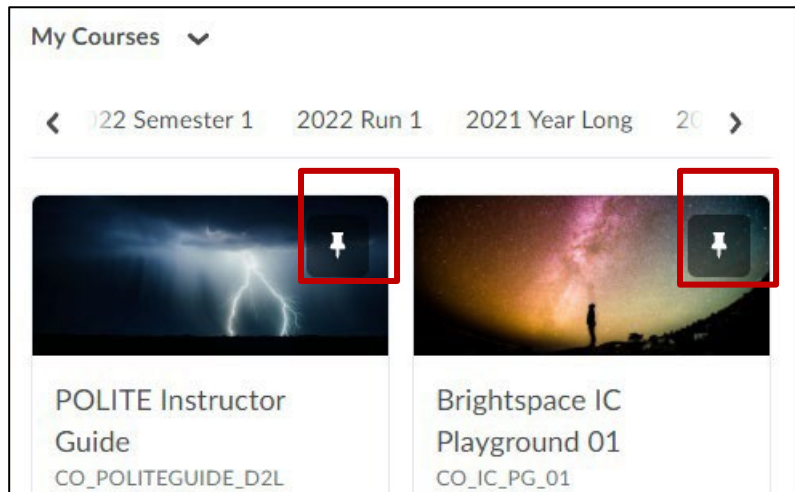 My Courses
22 Semester 1 2022 Run 1 2021 Year Long 20
POLITE Instructor Brightspace IC
Guide Playground 01
CO_POLITEGUIDE_D2L CO_IC_PG_01